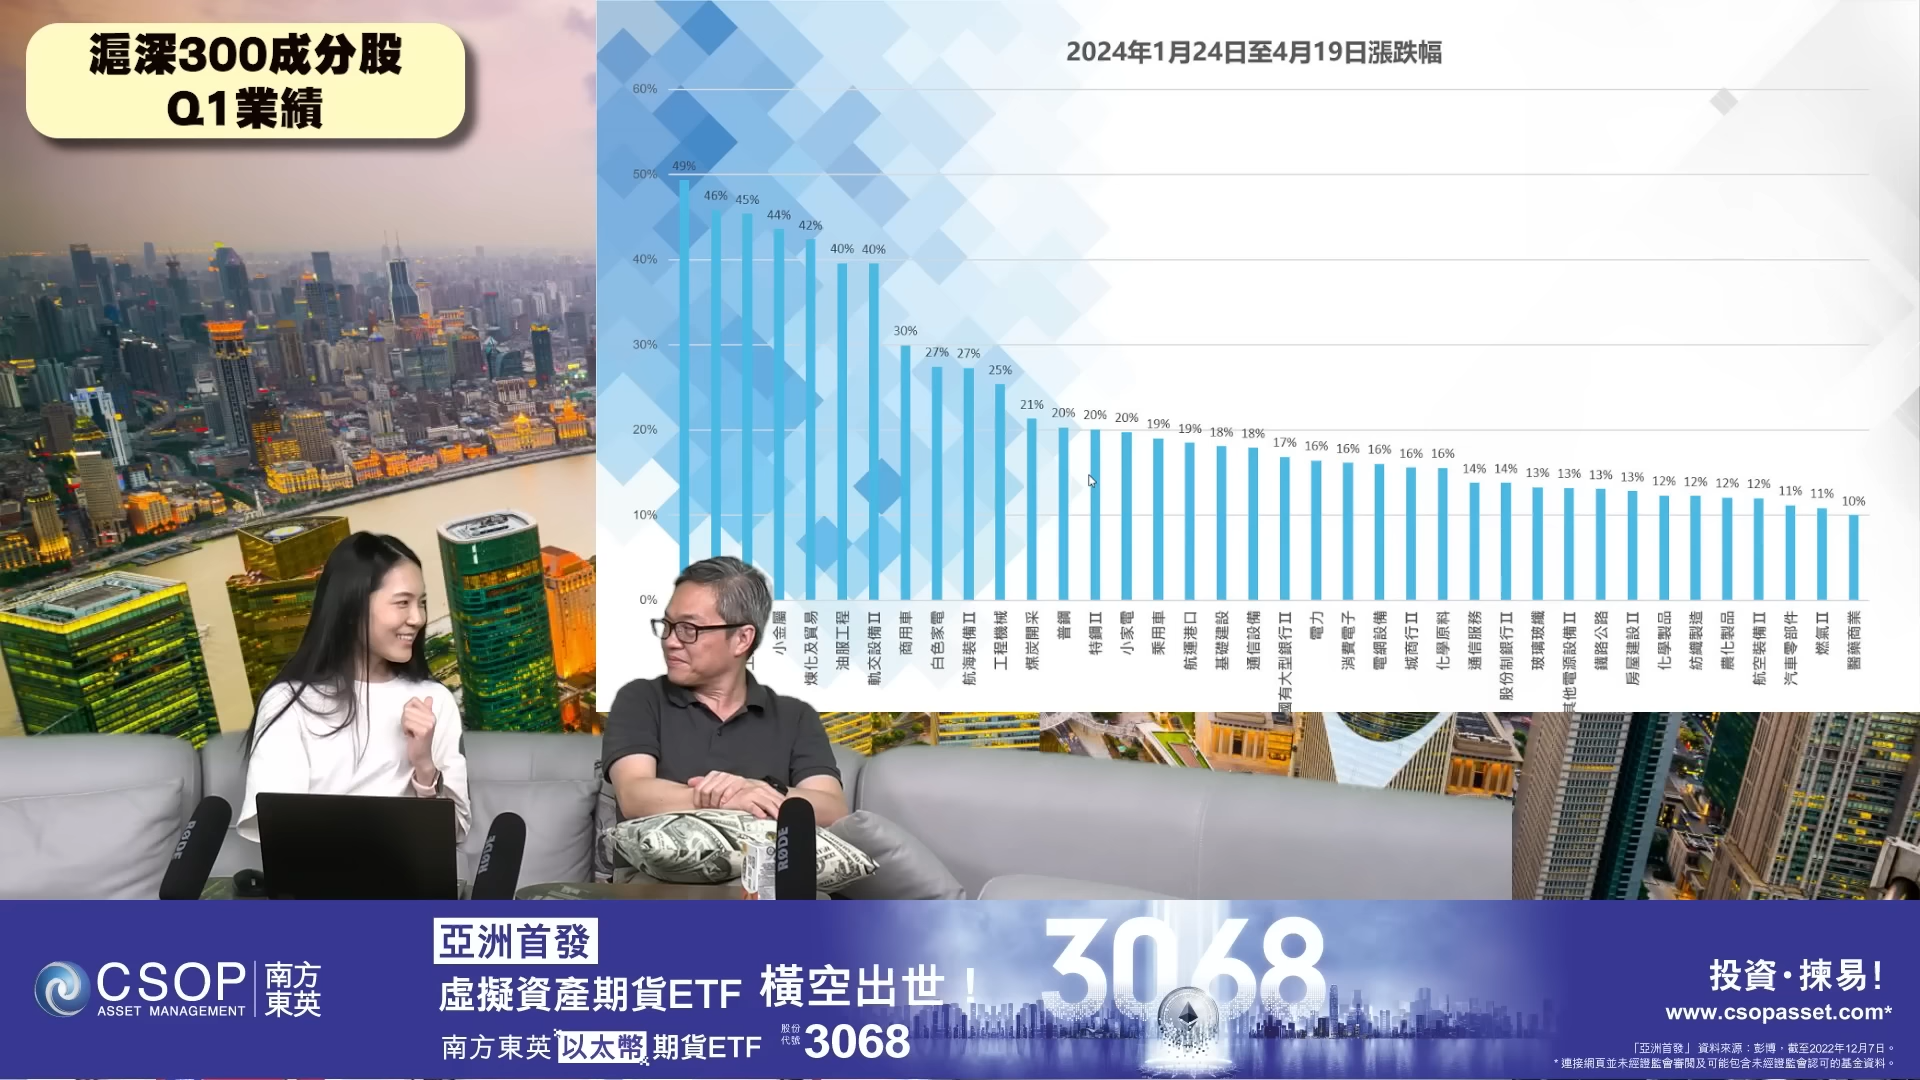 滬深300成分股
Q1業績
2024年1月24日至4月19日漲跌幅
60%
50%
40%
30%
20%
10%
0%
49%
46%
45%
44%
42%
40%
40%
30%
27%
27%
25%
21%
20%
20%
20%
19%
19%
18%
18%
17%
16%
16%
16%
16%
16%
14%
14%
13%
13%
13%
13%
12%
12%
12%
12%
11%
11%
10%
小金屬
煉化及貿易
油服工程
軌交設備Ⅱ
商用車
白色家電
航海裝備Ⅱ
工程機械
煤炭開采
普鋼
特鋼Ⅱ
小家電
乘用車
航運港口
基礎建設
通信設備
國有大型銀行Ⅱ
電力
消費電子
電網設備
城商行Ⅱ
化學原料
通信服務
股份制銀行Ⅱ
玻璃玻纖
其他電源設備Ⅱ
鐵路公路
房屋建設Ⅱ
化學製品
紡織製造
農化製品
航空裝備Ⅱ
汽車零部件
燃氣Ⅱ
醫藥商業
RØDE
RØDE
RØDE
CSOP
ASSET MANAGEMENT
南方
東英
亞洲首發
虛擬資產期貨ETF 橫空出世！
南方東英 以太幣 期貨ETF 股份代號 3068
3068
投資·揀易！
www.csopasset.com*
「亞洲首發」 資料來源：彭博，截至2022年12月7日。
* 連接網頁並未經證監會審閱及可能包含未經證監會認可的基金資料。